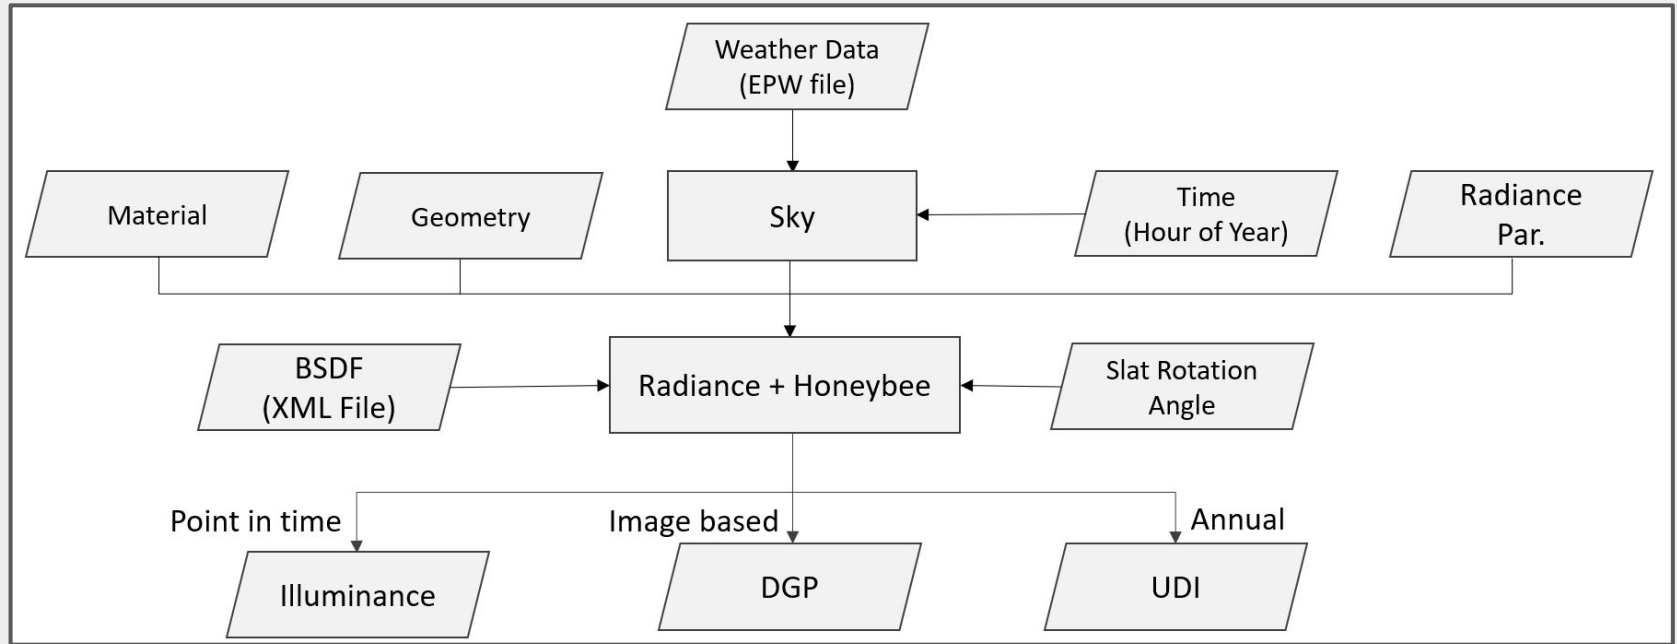 Weather Data
(EPW file)
Material
Geometry
Sky
Time
(Hour of Year)
Radiance
Par.
BSDF
(XML File)
Radiance + Honeybee
Slat Rotation
Angle
Point in time
Image based
Annual
Illuminance
DGP
UDI